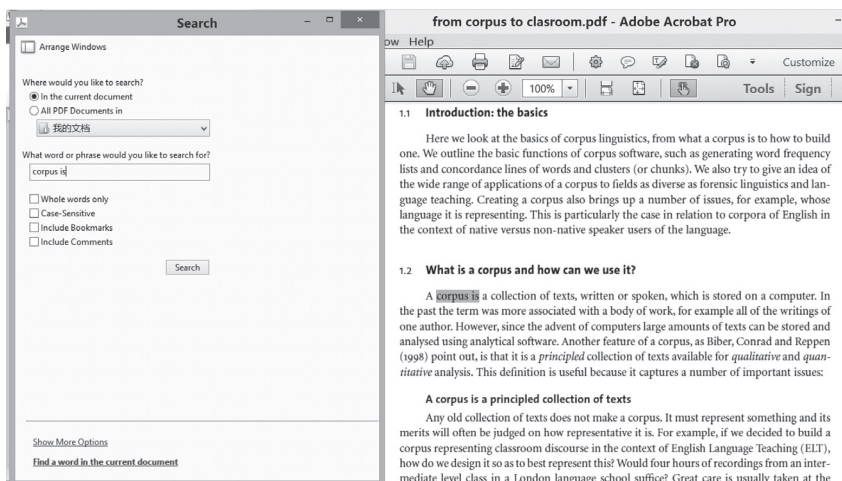 Search
Arrange Windows
Where would you like to search?
In the current document
All PDF Documents in
我的文档
What word or phrase would you like to search for?
corpus is
Whole words only
Case-Sensitive
Include Bookmarks
Include Comments
Search
Show More Options
Find a word in the current document
from corpus to clasroom.pdf - Adobe Acrobat Pro
ow Help
Customize
100%
Tools
Sign
1.1 Introduction: the basics
Here we look at the basics of corpus linguistics, from what a corpus is to how to build
one. We outline the basic functions of corpus software, such as generating word frequency
lists and concordance lines of words and clusters (or chunks). We also try to give an idea of
the wide range of applications of a corpus to fields as diverse as forensic linguistics and lan-
guage teaching. Creating a corpus also brings up a number of issues, for example, whose
language it is representing. This is particularly the case in relation to corpora of English in
the context of native versus non-native speaker users of the language.
1.2 What is a corpus and how can we use it?
A corpus is a collection of texts, written or spoken, which is stored on a computer. In
the past the term was more associated with a body of work, for example all of the writings of
one author. However, since the advent of computers large amounts of texts can be stored and
analysed using analytical software. Another feature of a corpus, as Biber, Conrad and Reppen
(1998) point out, is that it is a principled collection of texts available for qualitative and quan-
titative analysis. This definition is useful because it captures a number of important issues:
A corpus is a principled collection of texts
Any old collection of texts does not make a corpus. It must represent something and its
merits will often be judged on how representative it is. For example, if we decided to build a
corpus representing classroom discourse in the context of English Language Teaching (ELT),
how do we design it so as to best represent this? Would four hours of recordings from an inter-
mediate level class in a London language school suffice? Great care is usually taken at the